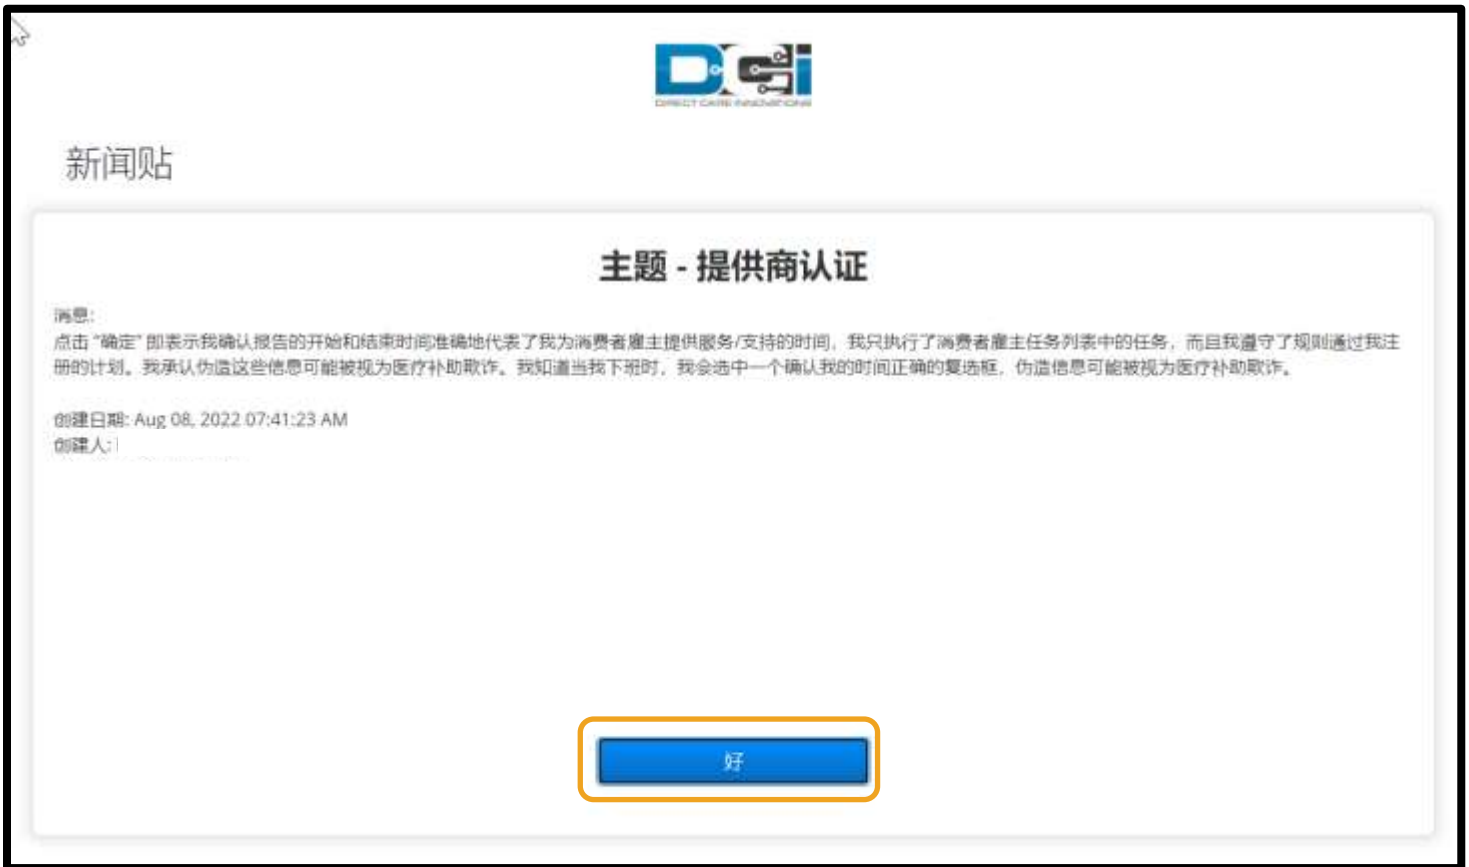 DCi
DIRECT CARE INNOVATIONS
新闻贴
主题 - 提供商认证
消息:
点击 “确定” 即表示我确认报告的开始和结束时间准确地代表了我为消费者雇主提供服务/支持的时间，我只执行了消费者雇主任务列表中的任务，而且我遵守了规则通过我注
册的计划。我承认伪造这些信息可能被视为医疗补助欺诈。我知道当我下班时，我会选中一个确认我的时间正确的复选框，伪造信息可能被视为医疗补助欺诈。
创建日期: Aug 08, 2022 07:41:23 AM
创建人:
好